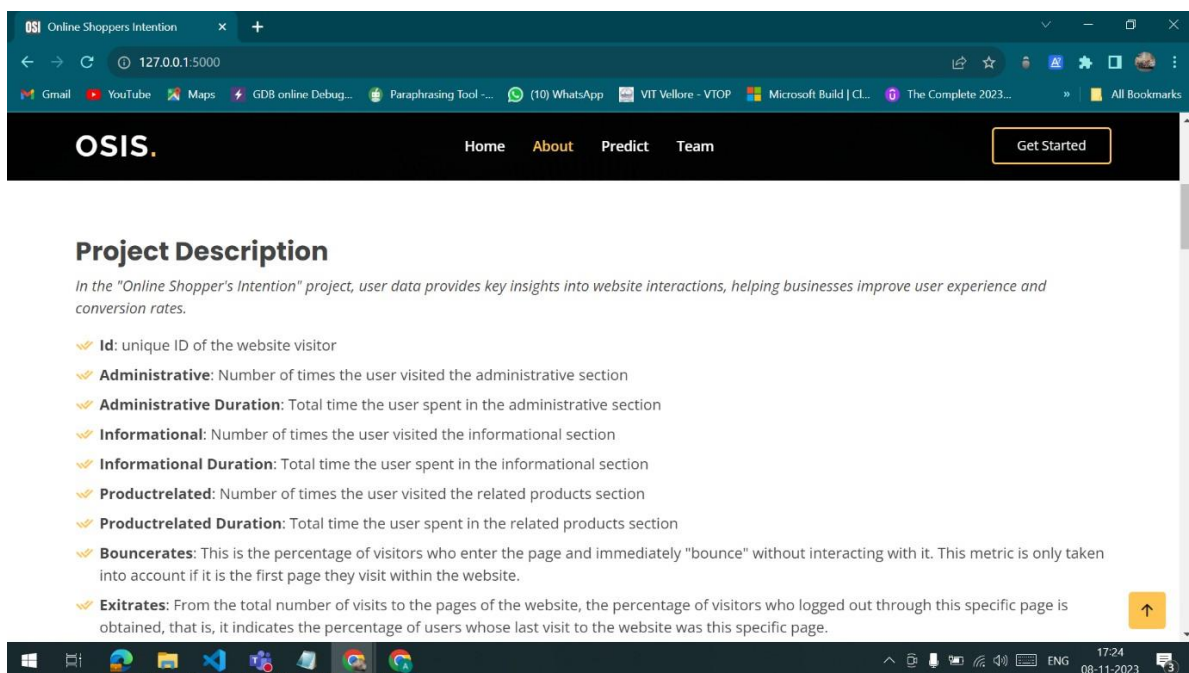 OSI Online Shoppers Intention
127.0.0.1:5000
Gmail YouTube Maps GDB online Debug... Paraphrasing Tool -... (10) WhatsApp VIT Vellore - VTOP Microsoft Build | Cl... The Complete 2023... » All Bookmarks
OSIS. Home About Predict Team Get Started
Project Description
In the "Online Shopper's Intention" project, user data provides key insights into website interactions, helping businesses improve user experience and
conversion rates.
Id: unique ID of the website visitor
Administrative: Number of times the user visited the administrative section
Administrative Duration: Total time the user spent in the administrative section
Informational: Number of times the user visited the informational section
Informational Duration: Total time the user spent in the informational section
Productrelated: Number of times the user visited the related products section
Productrelated Duration: Total time the user spent in the related products section
Bouncerates: This is the percentage of visitors who enter the page and immediately "bounce" without interacting with it. This metric is only taken
into account if it is the first page they visit within the website.
Exitrates: From the total number of visits to the pages of the website, the percentage of visitors who logged out through this specific page is
obtained, that is, it indicates the percentage of users whose last visit to the website was this specific page.
ENG
17:24
08-11-2023
3